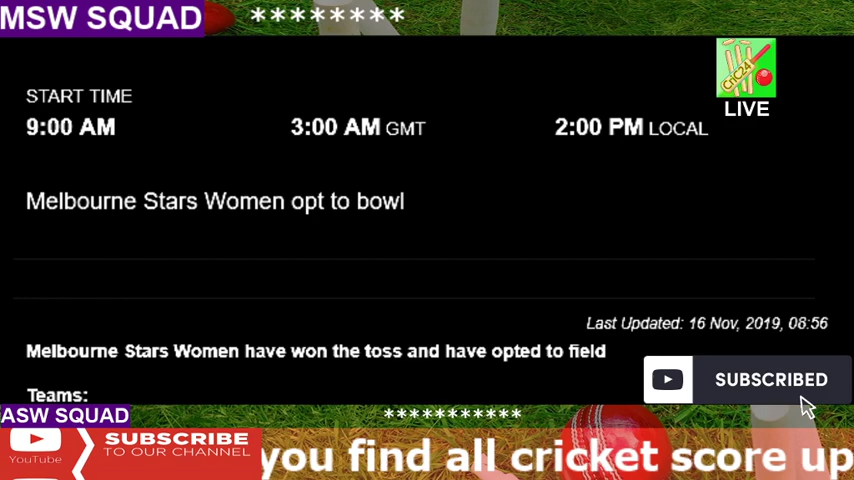 MSW SQUAD ********
CriC24
LIVE
START TIME
9:00 AM 3:00 AM GMT 2:00 PM LOCAL
Melbourne Stars Women opt to bowl
Last Updated: 16 Nov, 2019, 08:56
Melbourne Stars Women have won the toss and have opted to field
SUBSCRIBED
Teams:
ASW SQUAD ***********
YouTube
SUBSCRIBE
TO OUR CHANNEL
you find all cricket score up